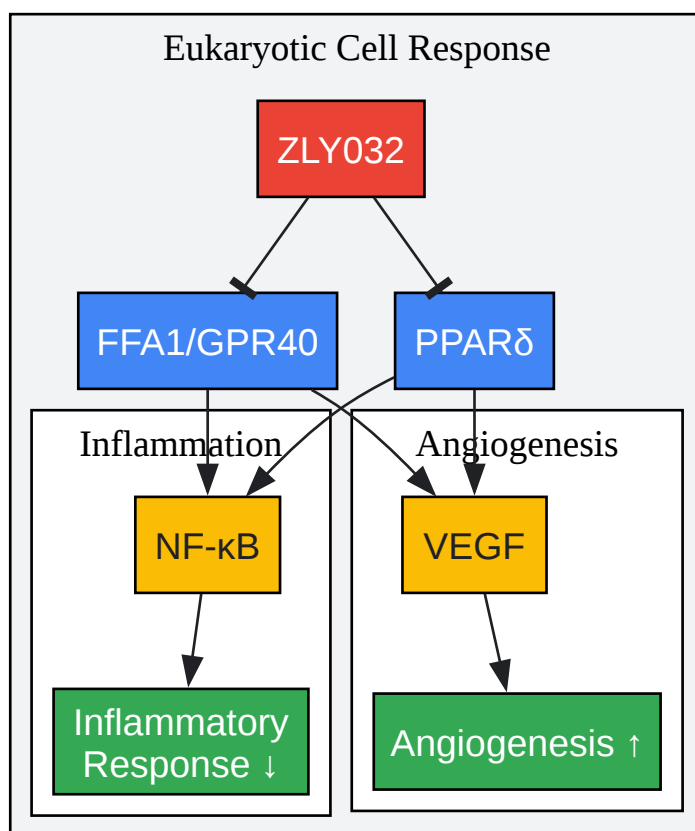 Eukaryotic Cell Response
ZLY032
FFA1/GPR40
PPARδ
Inflammation
Angiogenesis
NF-κB
VEGF
Inflammatory
Response ↓
Angiogenesis ↑